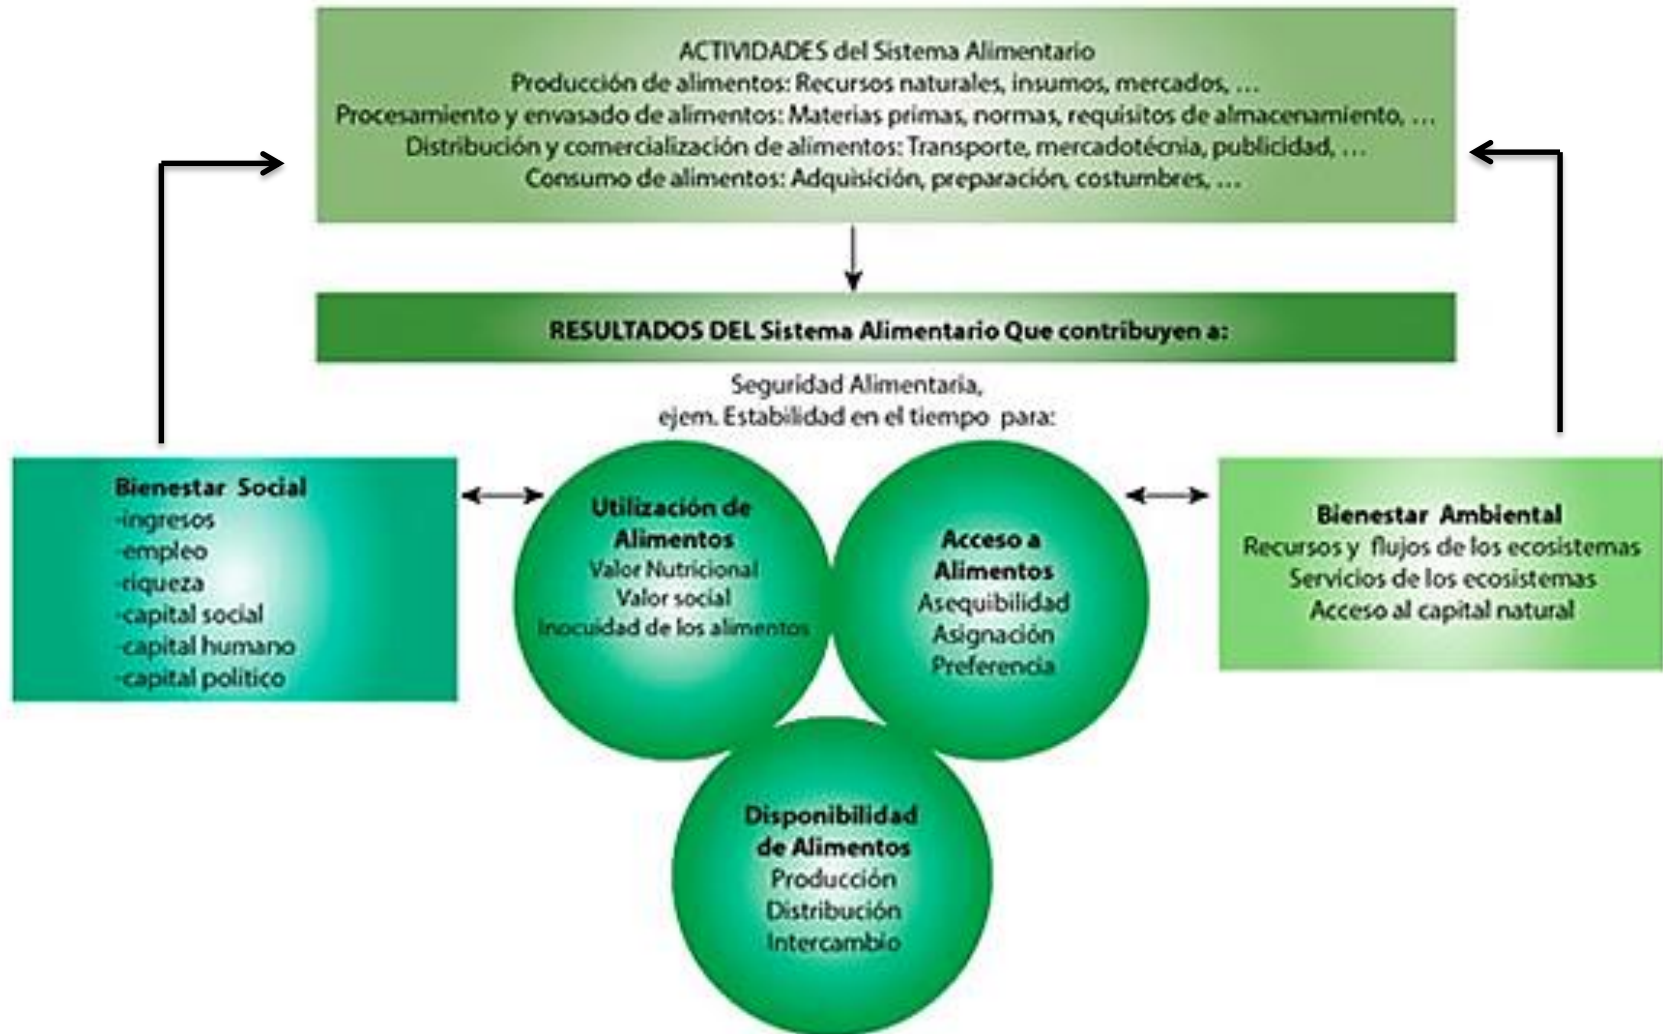 ACTIVIDADES del Sistema Alimentario
Producción de alimentos: Recursos naturales, insumos, mercados, …
Procesamiento y envasado de alimentos: Materias primas, normas, requisitos de almacenamiento, …
Distribución y comercialización de alimentos: Transporte, mercadotécnia, publicidad, …
Consumo de alimentos: Adquisición, preparación, costumbres, …
RESULTADOS DEL Sistema Alimentario Que contribuyen a:
Seguridad Alimentaria,
ejem. Estabilidad en el tiempo para:
Bienestar Social
-ingresos
-empleo
-riqueza
-capital social
-capital humano
-capital político
Utilización de
Alimentos
Valor Nutricional
Valor social
Inocuidad de los alimentos
Acceso a
Alimentos
Asequibilidad
Asignación
Preferencia
Bienestar Ambiental
Recursos y flujos de los ecosistemas
Servicios de los ecosistemas
Acceso al capital natural
Disponibilidad
de Alimentos
Producción
Distribución
Intercambio